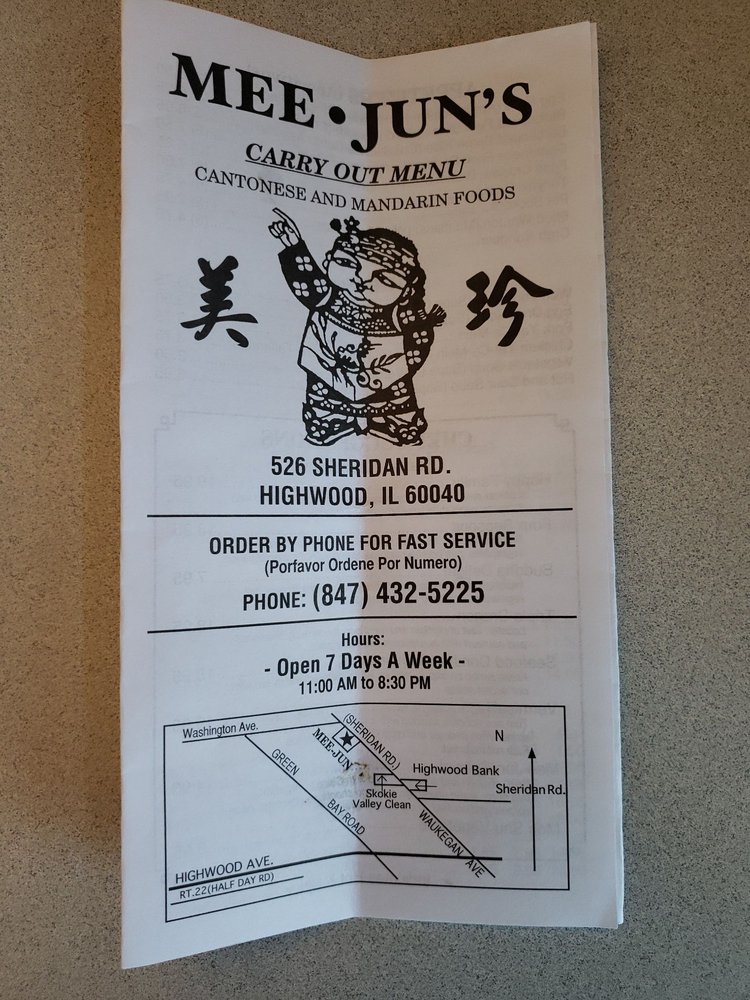 MEE • JUN'S
CARRY OUT MENU
CANTONESE AND MANDARIN FOODS
美 珍
526 SHERIDAN RD.
HIGHWOOD, IL 60040
ORDER BY PHONE FOR FAST SERVICE
(Porfavor Ordene Por Numero)
PHONE: (847) 432-5225
Hours:
- Open 7 Days A Week -
11:00 AM to 8:30 PM
Washington Ave.
(SHERIDAN RD.)
MEE-JUN
N
GREEN
BAY ROAD
Highwood Bank
Skokie
Valley Clean
Sheridan Rd.
WAUKEGAN AVE
HIGHWOOD AVE.
RT.22(HALF DAY RD)